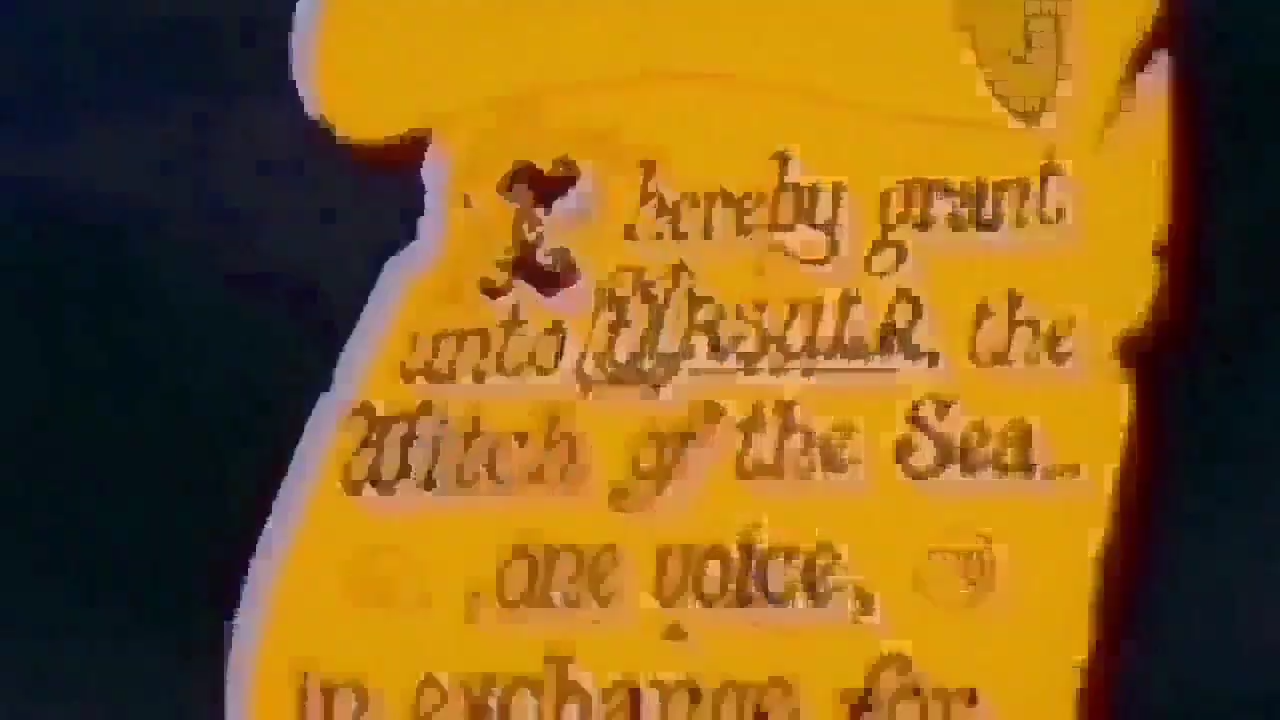 I hereby grant
unto Ursula, the
Witch of the Sea..
one voice,
in exchange for